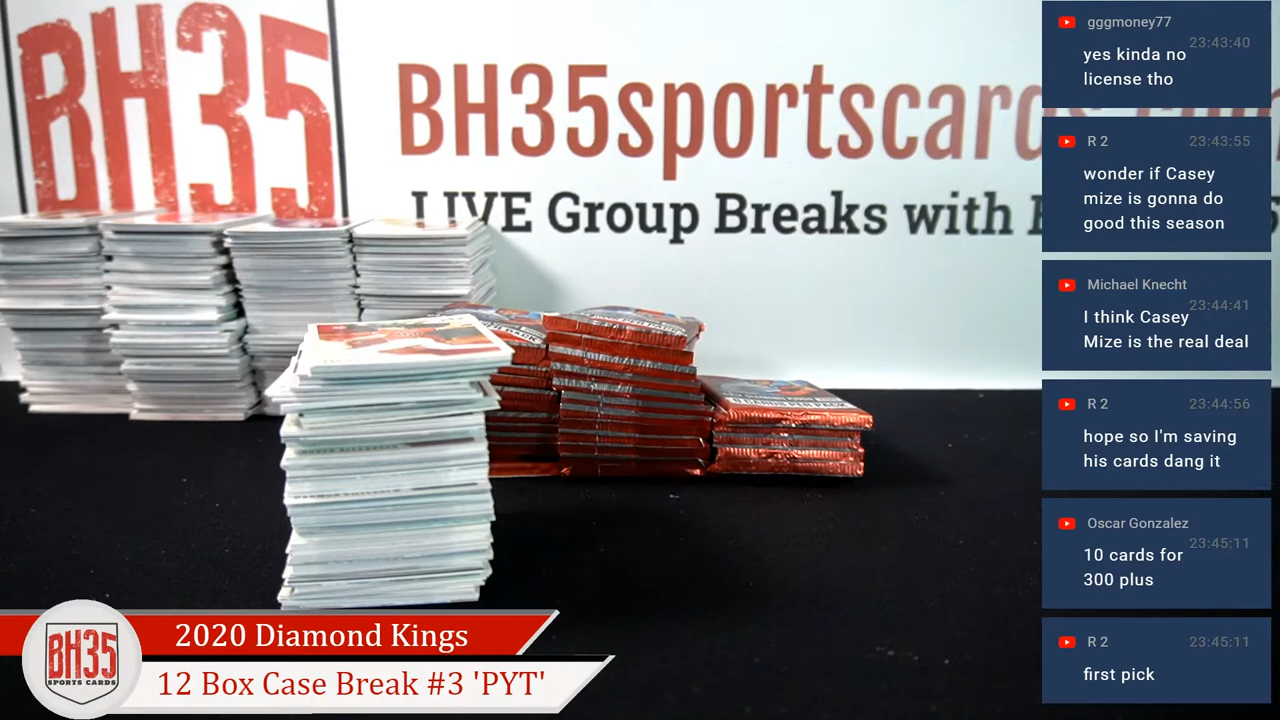 BH35
BH35sportscard
LIVE Group Breaks with
gggmoney77
23:43:40
yes kinda no
license tho
R 2
23:43:55
wonder if Casey
mize is gonna do
good this season
Michael Knecht
23:44:41
I think Casey
Mize is the real deal
R 2
23:44:56
hope so I'm saving
his cards dang it
Oscar Gonzalez
23:45:11
10 cards for
300 plus
R 2
23:45:11
first pick
BH35
SPORTS CARDS
2020 Diamond Kings
12 Box Case Break #3 'PYT'